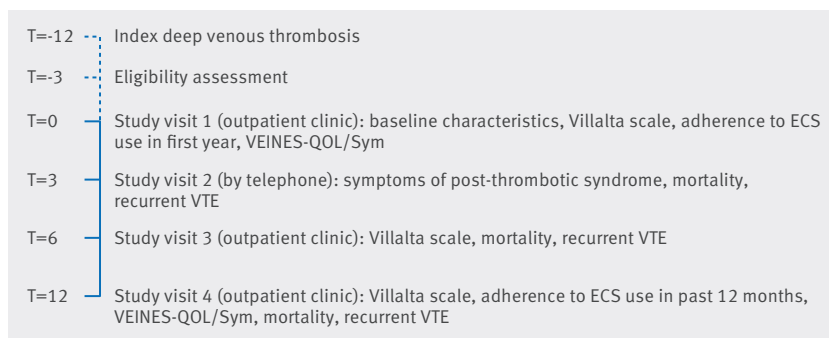 T=-12 Index deep venous thrombosis
T=-3 Eligibility assessment
T=0 Study visit 1 (outpatient clinic): baseline characteristics, Villalta scale, adherence to ECS
use in first year, VEINES-QOL/Sym
T=3 Study visit 2 (by telephone): symptoms of post-thrombotic syndrome, mortality,
recurrent VTE
T=6 Study visit 3 (outpatient clinic): Villalta scale, mortality, recurrent VTE
T=12 Study visit 4 (outpatient clinic): Villalta scale, adherence to ECS use in past 12 months,
VEINES-QOL/Sym, mortality, recurrent VTE